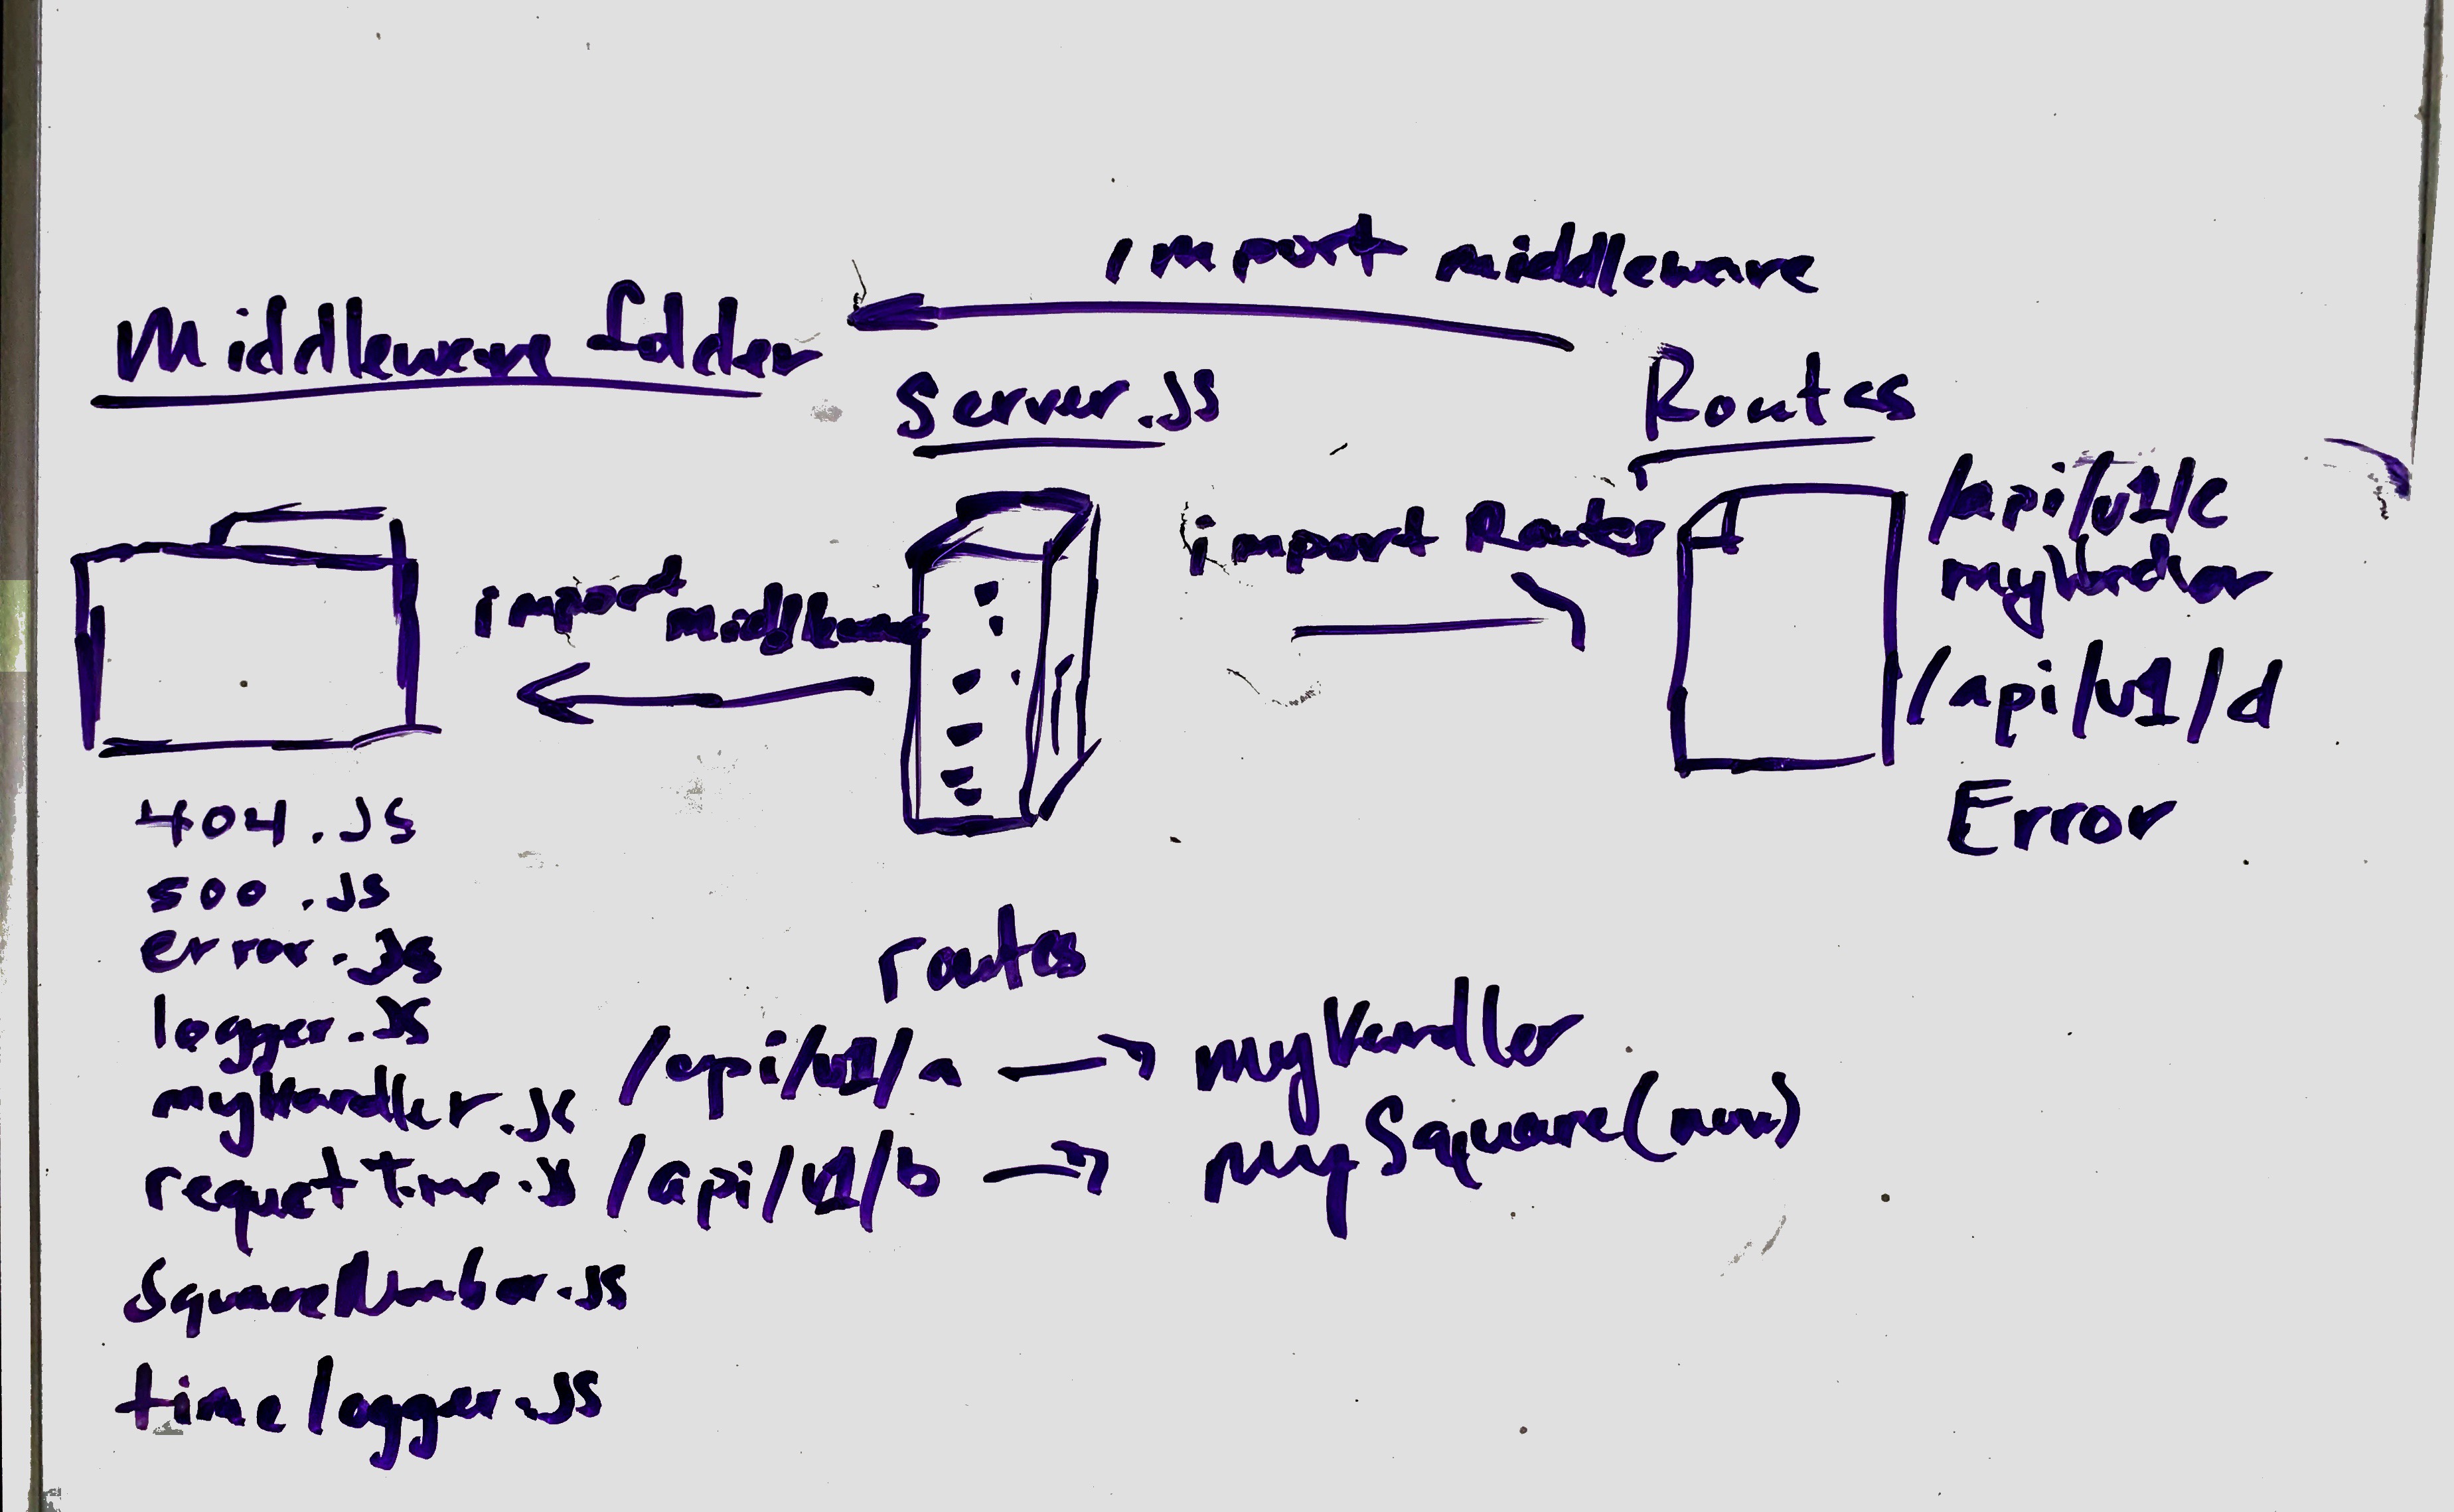 import middleware
Middleware folder
Server.js
Routes
import Routes
/api/v1/c
myHandler
/api/v1/d
Error
import
middleware
404.js
500.js
error.js
logger.js
myHandler.js
requetTime.js
squareNumber.js
timelogger.js
routes
/api/v1/a → myHandler
/api/v1/b → mySquare(num)